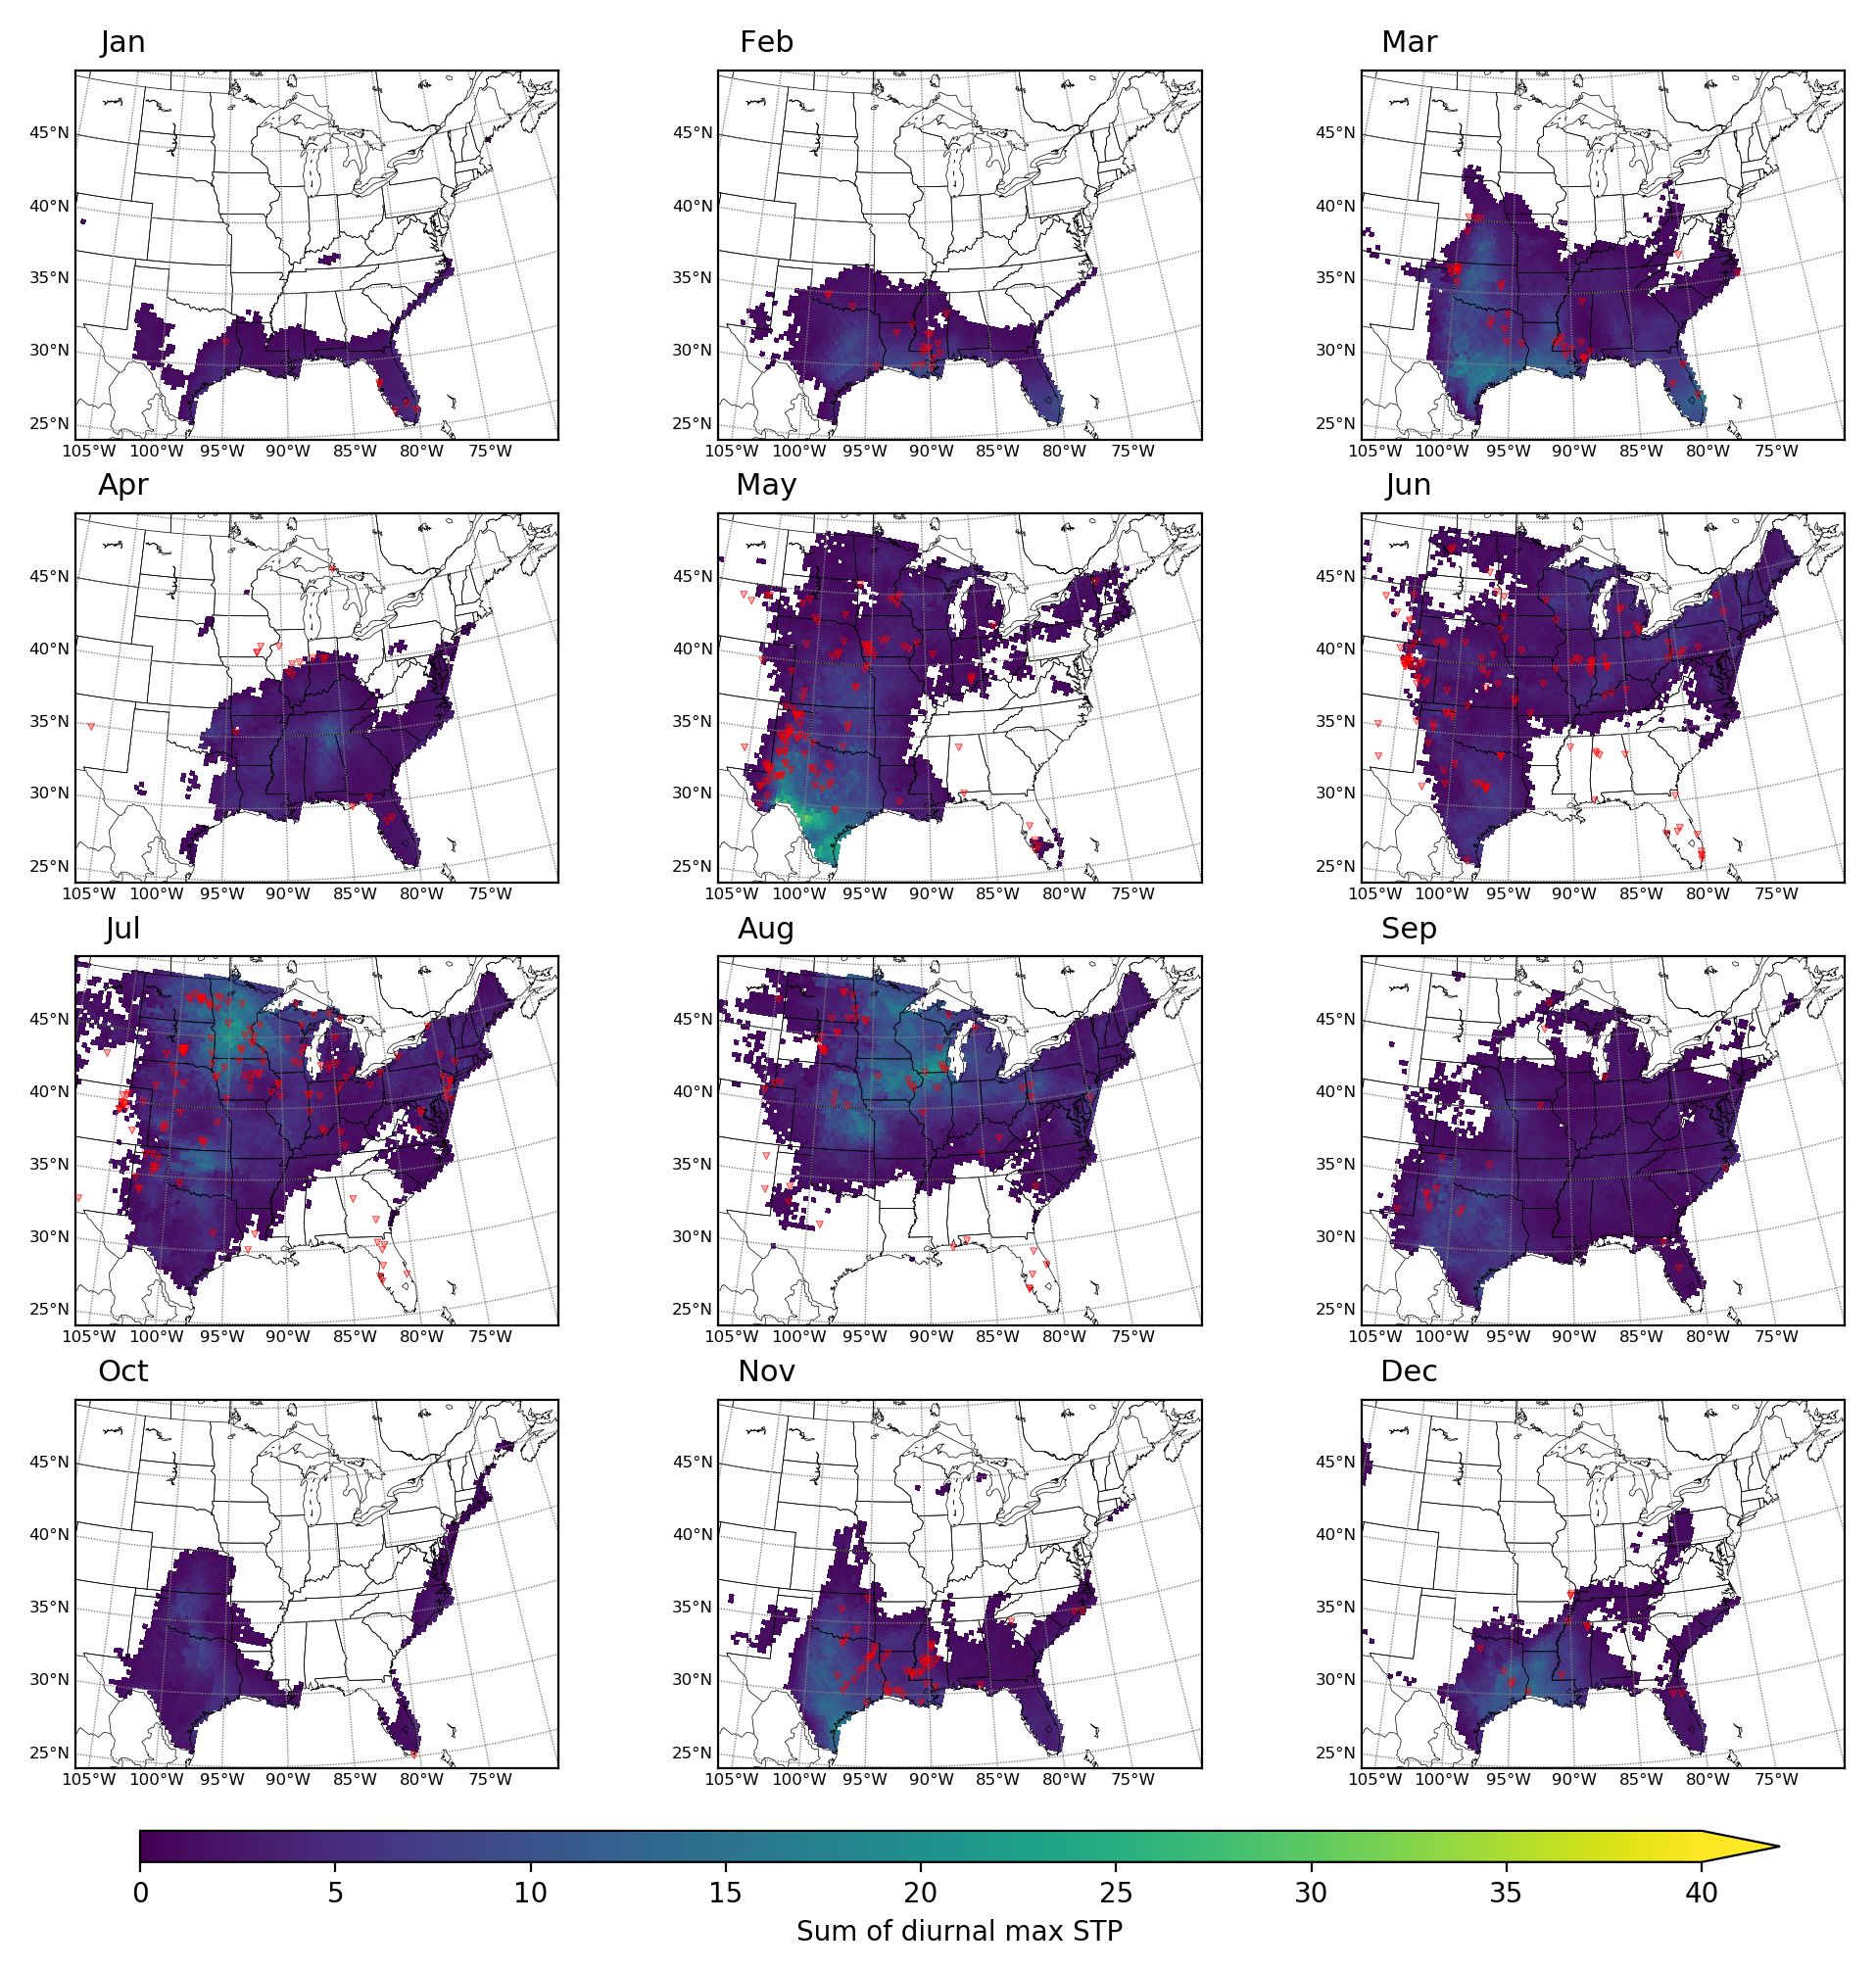 Jan Feb Mar
45°N 45°N 45°N
40°N 40°N 40°N
35°N 35°N 35°N
30°N 30°N 30°N
25°N 25°N 25°N
105°W 100°W 95°W 90°W 85°W 80°W 75°W 105°W 100°W 95°W 90°W 85°W 80°W 75°W 105°W 100°W 95°W 90°W 85°W 80°W 75°W
Apr May Jun
45°N 45°N 45°N
40°N 40°N 40°N
35°N 35°N 35°N
30°N 30°N 30°N
25°N 25°N 25°N
105°W 100°W 95°W 90°W 85°W 80°W 75°W 105°W 100°W 95°W 90°W 85°W 80°W 75°W 105°W 100°W 95°W 90°W 85°W 80°W 75°W
Jul Aug Sep
45°N 45°N 45°N
40°N 40°N 40°N
35°N 35°N 35°N
30°N 30°N 30°N
25°N 25°N 25°N
105°W 100°W 95°W 90°W 85°W 80°W 75°W 105°W 100°W 95°W 90°W 85°W 80°W 75°W 105°W 100°W 95°W 90°W 85°W 80°W 75°W
Oct Nov Dec
45°N 45°N 45°N
40°N 40°N 40°N
35°N 35°N 35°N
30°N 30°N 30°N
25°N 25°N 25°N
105°W 100°W 95°W 90°W 85°W 80°W 75°W 105°W 100°W 95°W 90°W 85°W 80°W 75°W 105°W 100°W 95°W 90°W 85°W 80°W 75°W
0 5 10 15 20 25 30 35 40
Sum of diurnal max STP